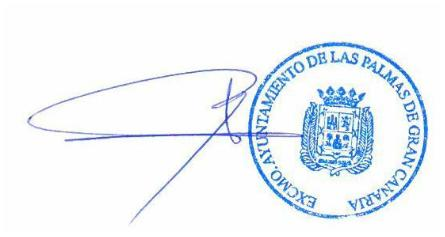 EXCMO. AYUNTAMIENTO DE LAS PALMAS DE GRAN CANARIA